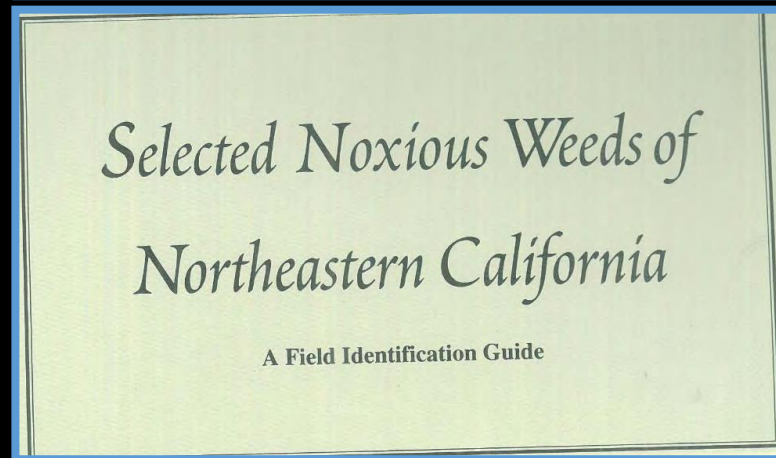 Selected Noxious Weeds of
Northeastern California
A Field Identification Guide